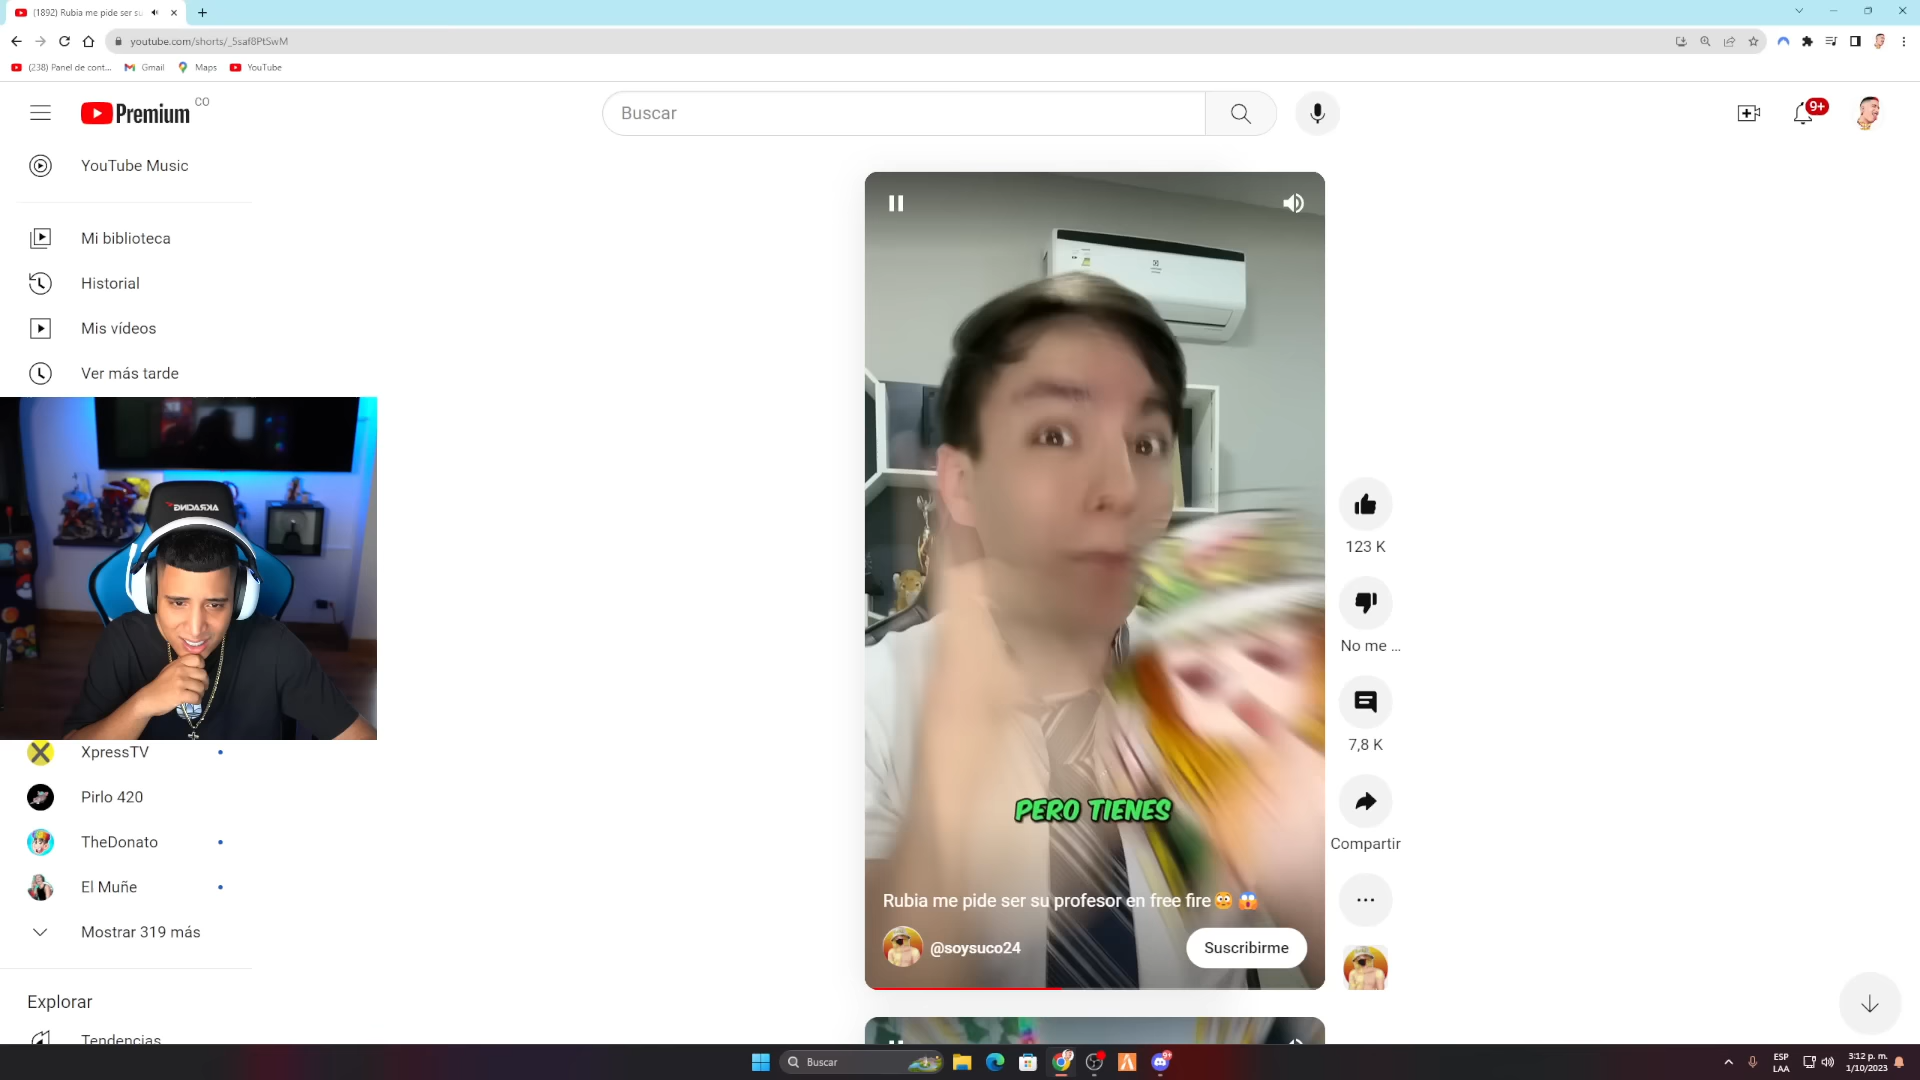 (1892) Rubia me pide ser su
youtube.com/shorts/_5saf8PtSwM
(238) Panel de cont...
Gmail
Maps
YouTube
Premium
CO
Buscar
9+
YouTube Music
Mi biblioteca
Historial
Mis vídeos
Ver más tarde
AKRACING
XpressTV
Pirlo 420
TheDonato
El Muñe
Mostrar 319 más
Explorar
Tendencias
PERO TIENES
Rubia me pide ser su profesor en free fire
@soysuco24
Suscribirme
123 K
No me ...
7,8 K
Compartir
Buscar
ESP
LAA
3:12 p. m.
1/10/2023